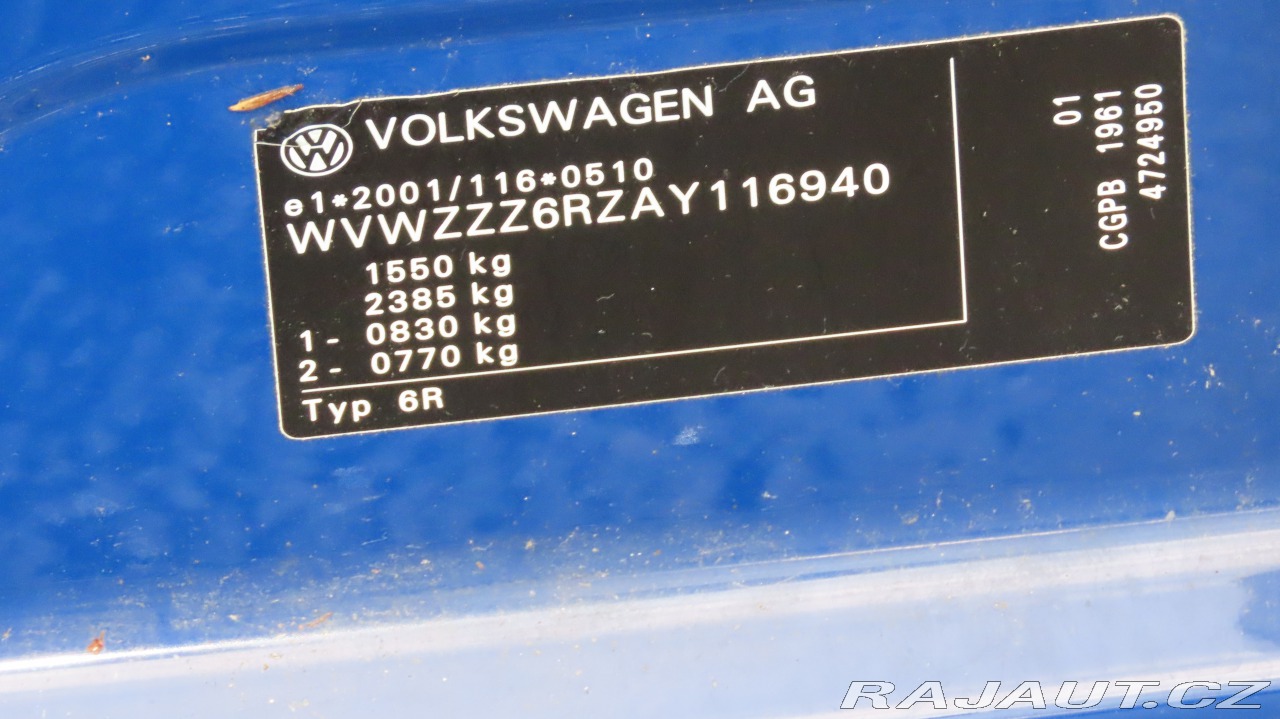 VOLKSWAGEN AG
e1*2001/116*0510
WVWZZZ6RZAY116940
1550 kg
2385 kg
1- 0830 kg
2- 0770 kg
Typ 6R
01
CGPB 1961
4724950
RAJAUT.CZ